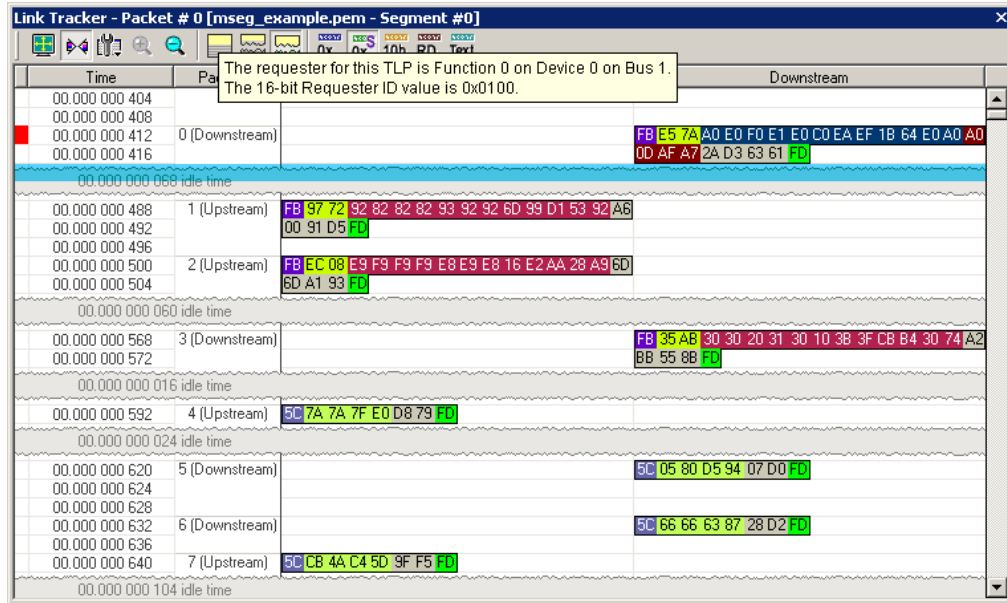 Link Tracker - Packet # 0 [mseg_example.pem - Segment #0]
The requester for this TLP is Function 0 on Device 0 on Bus 1.
The 16-bit Requester ID value is 0x0100.
Time Downstream
00.000 000 404
00.000 000 408
00.000 000 412 0 (Downstream) FB E5 7A A0 E0 F0 E1 E0 C0 EA EF 1B 64 E0 A0 A0
00.000 000 416 0D AF A7 2A D3 63 61 FD
00.000 000 068 idle time
00.000 000 488 1 (Upstream) FB 97 72 92 82 82 82 93 92 92 6D 99 D1 53 92 A6
00.000 000 492 00 91 D5 FD
00.000 000 496
00.000 000 500 2 (Upstream) FB EC 08 E9 F9 F9 F9 E8 E9 E8 16 E2 AA 28 A9 6D
00.000 000 504 6D A1 93 FD
00.000 000 060 idle time
00.000 000 568 3 (Downstream) FB 35 AB 30 30 20 31 30 10 3B 3F CB B4 30 74 A2
00.000 000 572 BB 55 8B FD
00.000 000 016 idle time
00.000 000 592 4 (Upstream) 5C 7A 7A 7F E0 D8 79 FD
00.000 000 024 idle time
00.000 000 620 5 (Downstream) 5C 05 80 D5 94 07 D0 FD
00.000 000 624
00.000 000 628
00.000 000 632 6 (Downstream) 5C 66 66 63 87 28 D2 FD
00.000 000 636
00.000 000 640 7 (Upstream) 5C CB 4A C4 5D 9F F5 FD
00.000 000 104 idle time